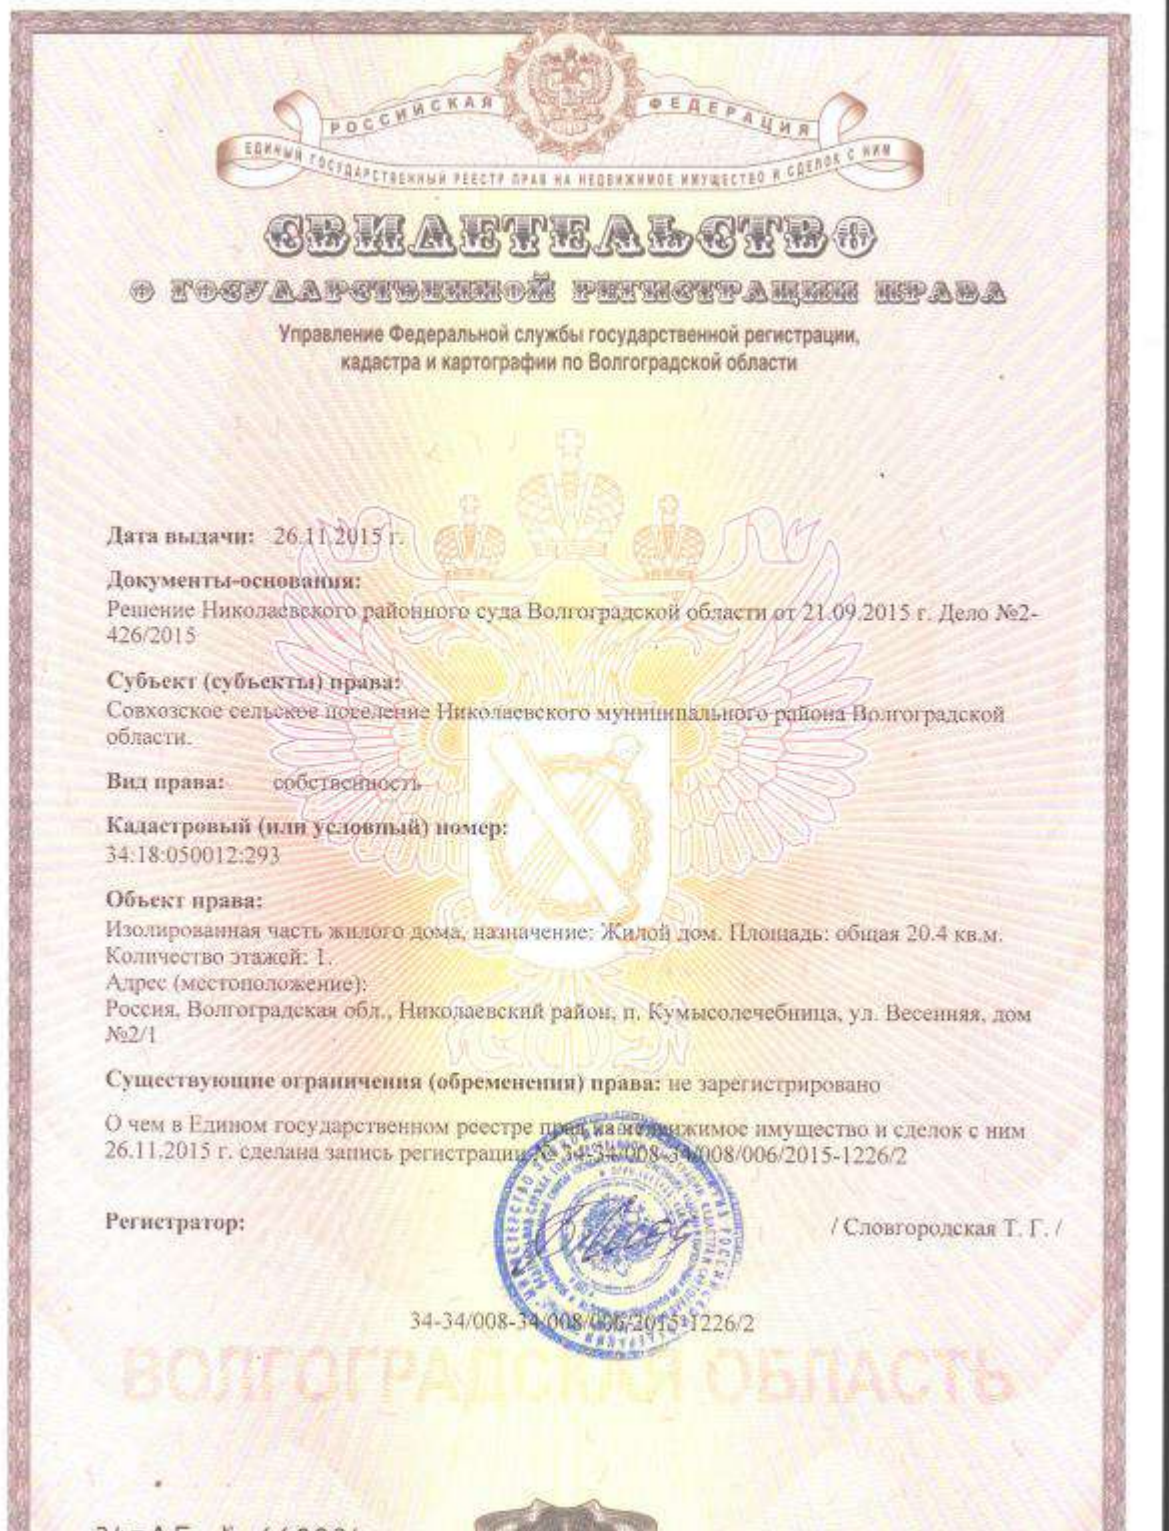 РОССИЙСКАЯ ФЕДЕРАЦИЯ
ЕДИНЫЙ ГОСУДАРСТВЕННЫЙ РЕЕСТР ПРАВ НА НЕДВИЖИМОЕ ИМУЩЕСТВО И СДЕЛОК С НИМ
СВИДЕТЕЛЬСТВО
О ГОСУДАРСТВЕННОЙ РЕГИСТРАЦИИ ПРАВА
Управление Федеральной службы государственной регистрации,
кадастра и картографии по Волгоградской области
Дата выдачи: 26.11.2015 г.
Документы-основания:
Решение Николаевского районного суда Волгоградской области от 21.09.2015 г. Дело №2-
426/2015
Субъект (субъекты) права:
Совхозское сельское поселение Николаевского муниципального района Волгоградской
области.
Вид права: собственность
Кадастровый (или условный) номер:
34:18:050012:293
Объект права:
Изолированная часть жилого дома, назначение: Жилой дом. Площадь: общая 20.4 кв.м.
Количество этажей: 1.
Адрес (местоположение):
Россия, Волгоградская обл., Николаевский район, п. Кумысолечебница, ул. Весенняя, дом
№2/1
Существующие ограничения (обременения) права: не зарегистрировано
О чем в Едином государственном реестре прав на недвижимое имущество и сделок с ним
26.11.2015 г. сделана запись регистрации № 34-34/008-34/008/006/2015-1226/2
Регистратор: / Словгородская Т. Г. /
34-34/008-34/008/006/2015-1226/2
ВОЛГОГРАДСКАЯ ОБЛАСТЬ